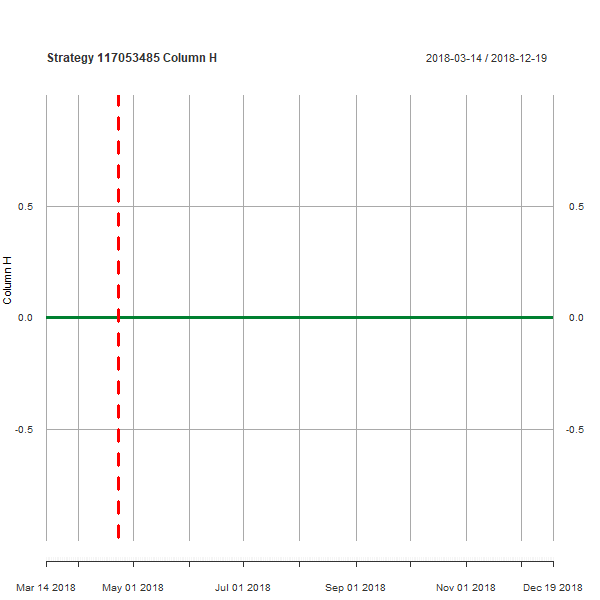 Strategy 117053485 Column H
2018-03-14 / 2018-12-19
0.5 0.5
Column H
0.0 0.0
-0.5 -0.5
Mar 14 2018 May 01 2018 Jul 01 2018 Sep 01 2018 Nov 01 2018 Dec 19 2018